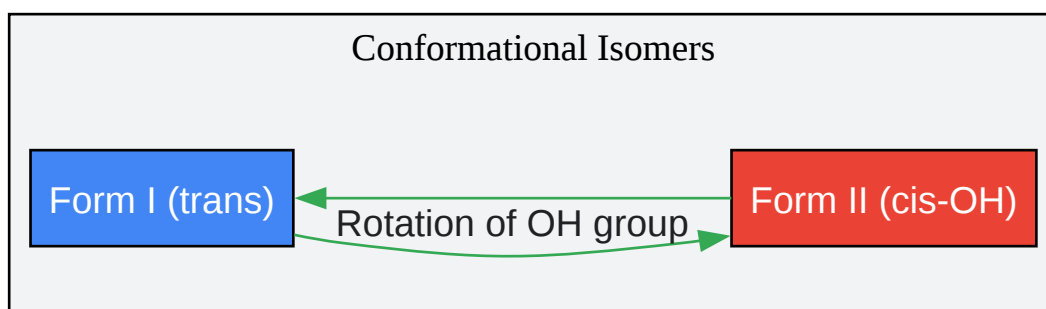 Conformational Isomers
Form I (trans)
Rotation of OH group
Form II (cis-OH)